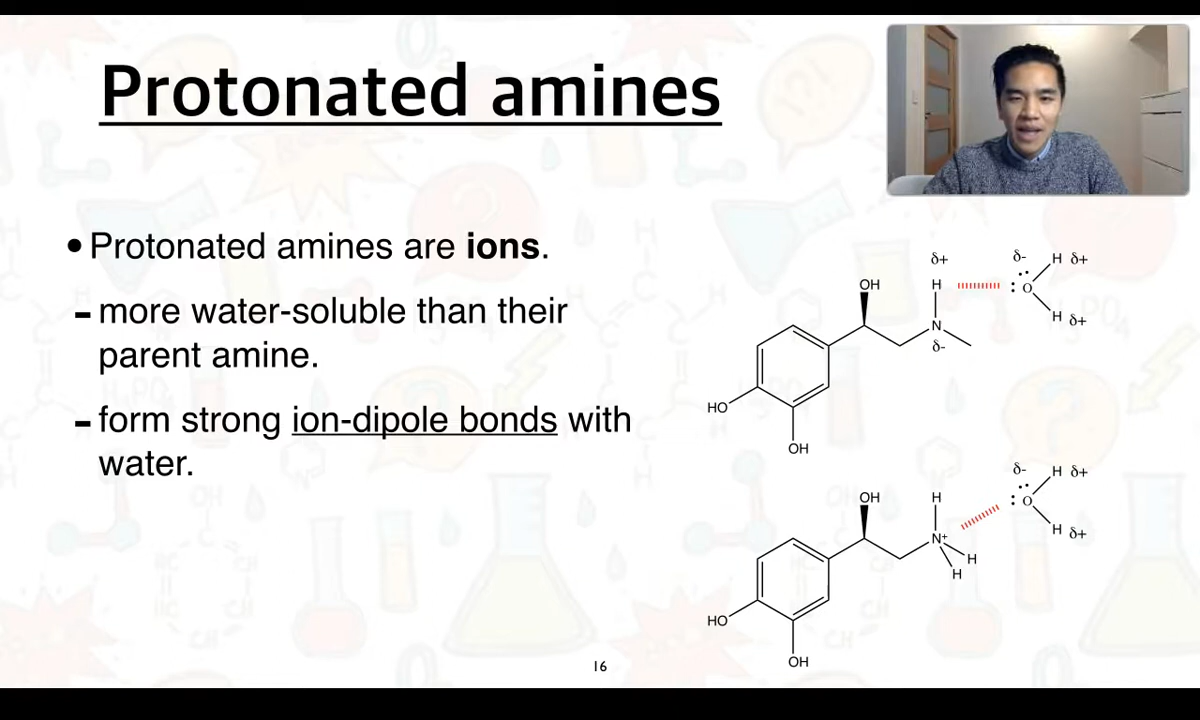 Protonated amines
•Protonated amines are ions.
- more water-soluble than their
parent amine.
- form strong ion-dipole bonds with
water.
δ+ δ- H δ+
OH H : O
H δ+
N
δ-
HO
OH
δ- H δ+
OH H : O
H δ+
N+
H
H
HO
OH
16